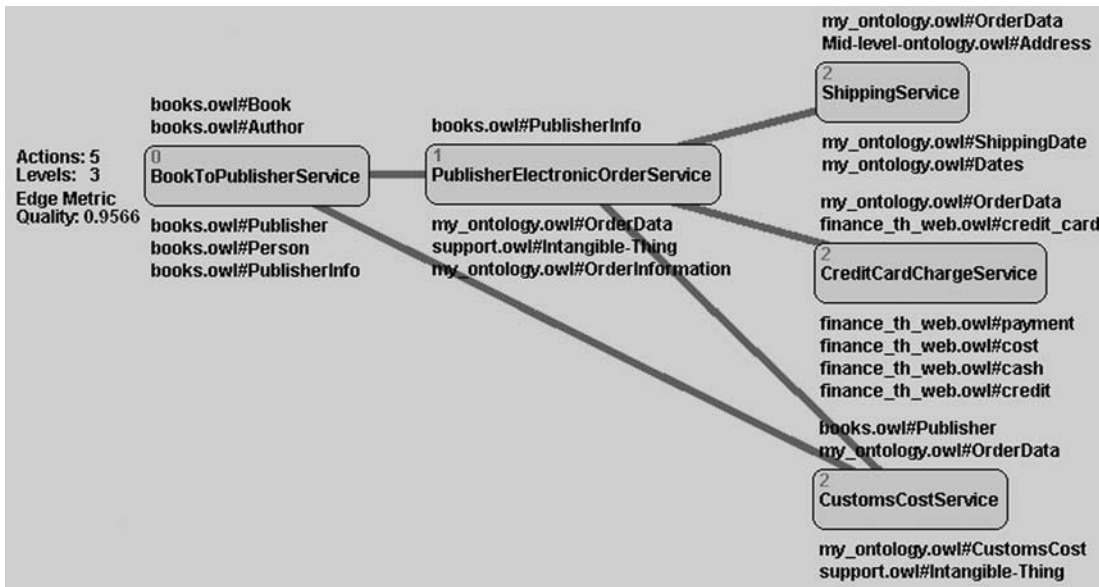 Actions: 5
Levels: 3
Edge Metric
Quality: 0.9566
books.owl#Book
books.owl#Author
0
BookToPublisherService
books.owl#Publisher
books.owl#Person
books.owl#PublisherInfo
books.owl#PublisherInfo
1
PublisherElectronicOrderService
my_ontology.owl#OrderData
support.owl#Intangible-Thing
my_ontology.owl#OrderInformation
my_ontology.owl#OrderData
Mid-level-ontology.owl#Address
2
ShippingService
my_ontology.owl#ShippingDate
my_ontology.owl#Dates
my_ontology.owl#OrderData
finance_th_web.owl#credit_card
2
CreditCardChargeService
finance_th_web.owl#payment
finance_th_web.owl#cost
finance_th_web.owl#cash
finance_th_web.owl#credit
books.owl#Publisher
my_ontology.owl#OrderData
2
CustomsCostService
my_ontology.owl#CustomsCost
support.owl#Intangible-Thing